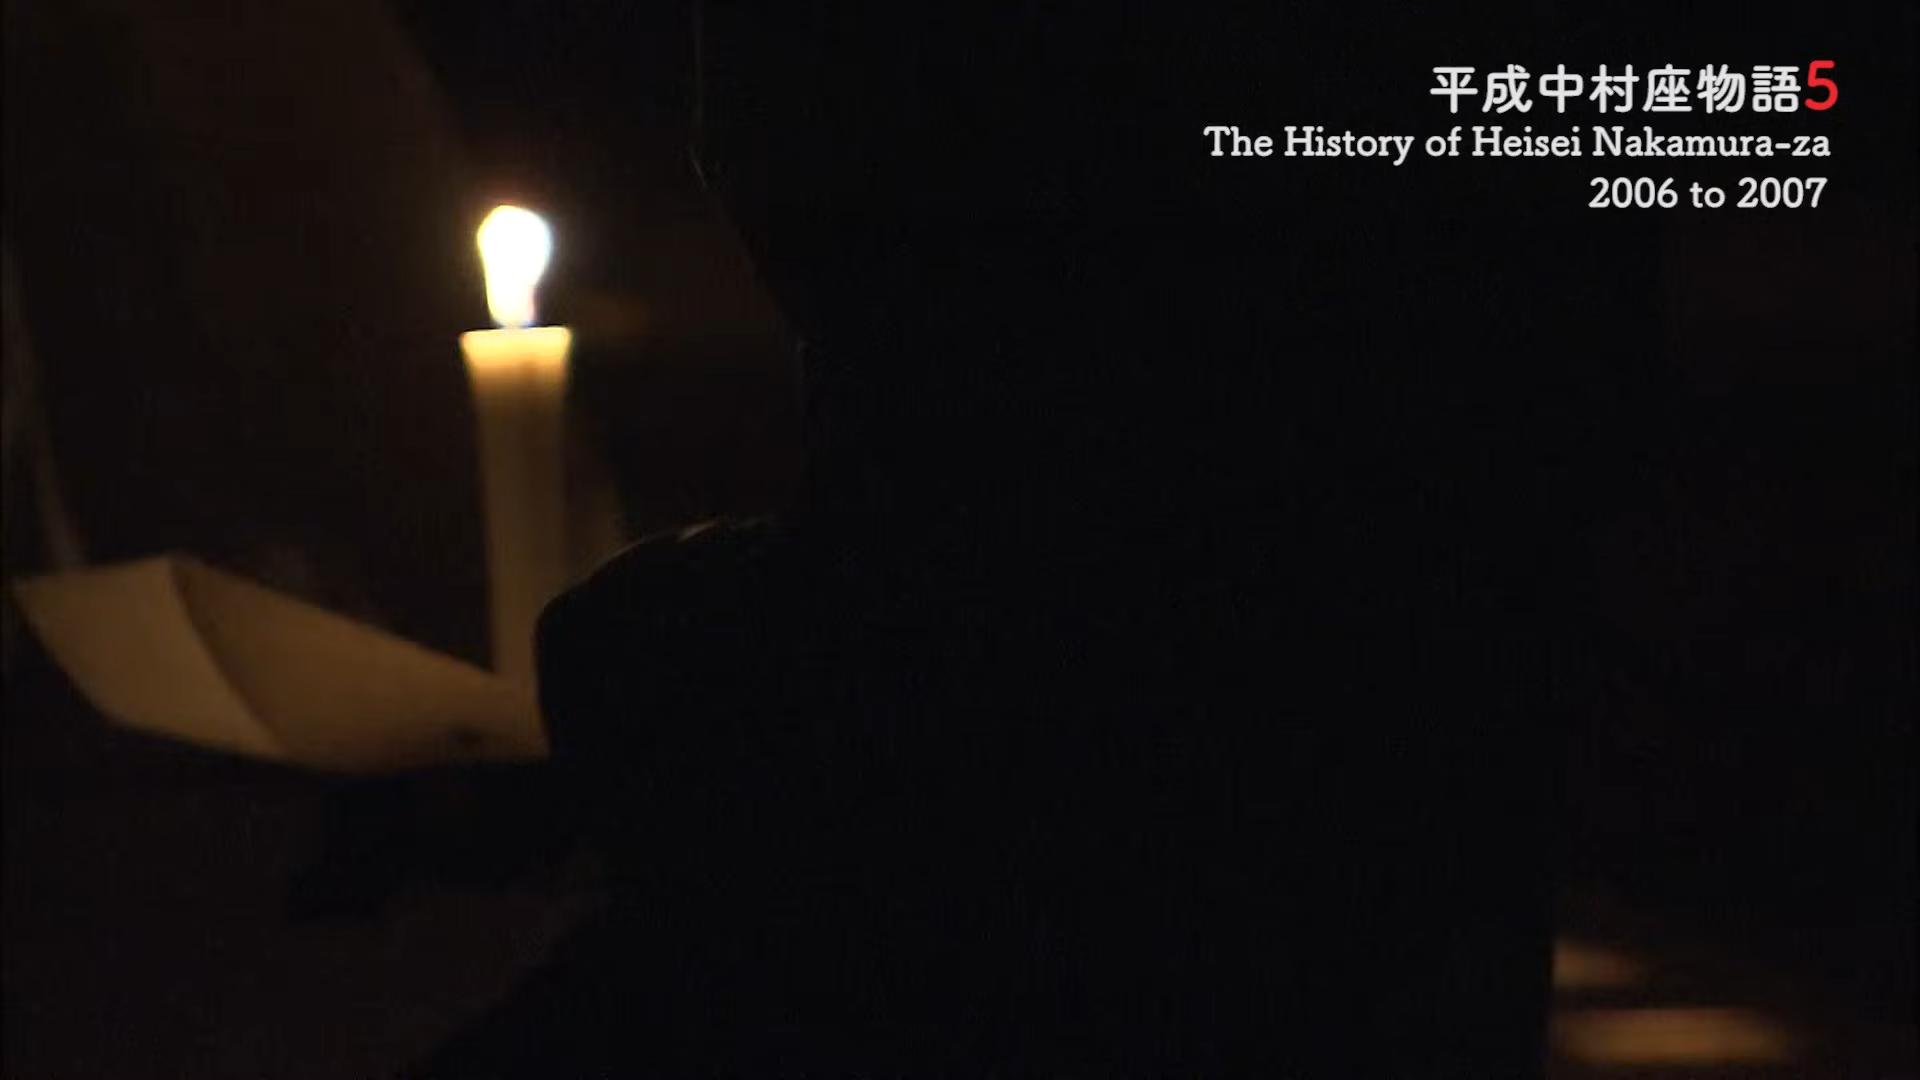 平成中村座物語5
The History of Heisei Nakamura-za
2006 to 2007